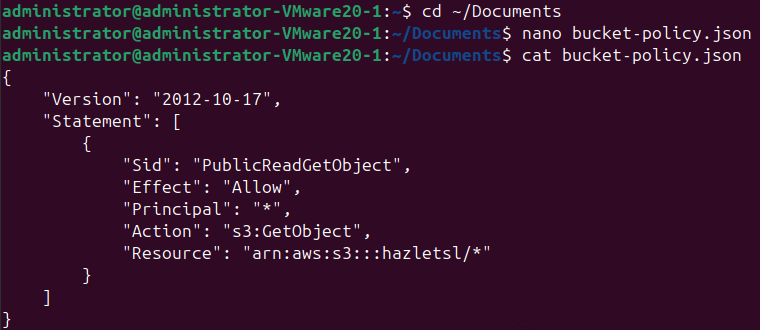 administrator@administrator-VMware20-1:~$ cd ~/Documents
administrator@administrator-VMware20-1:~/Documents$ nano bucket-policy.json
administrator@administrator-VMware20-1:~/Documents$ cat bucket-policy.json
{
    "Version": "2012-10-17",
    "Statement": [
        {
            "Sid": "PublicReadGetObject",
            "Effect": "Allow",
            "Principal": "*",
            "Action": "s3:GetObject",
            "Resource": "arn:aws:s3:::hazletsl/*"
        }
    ]
}